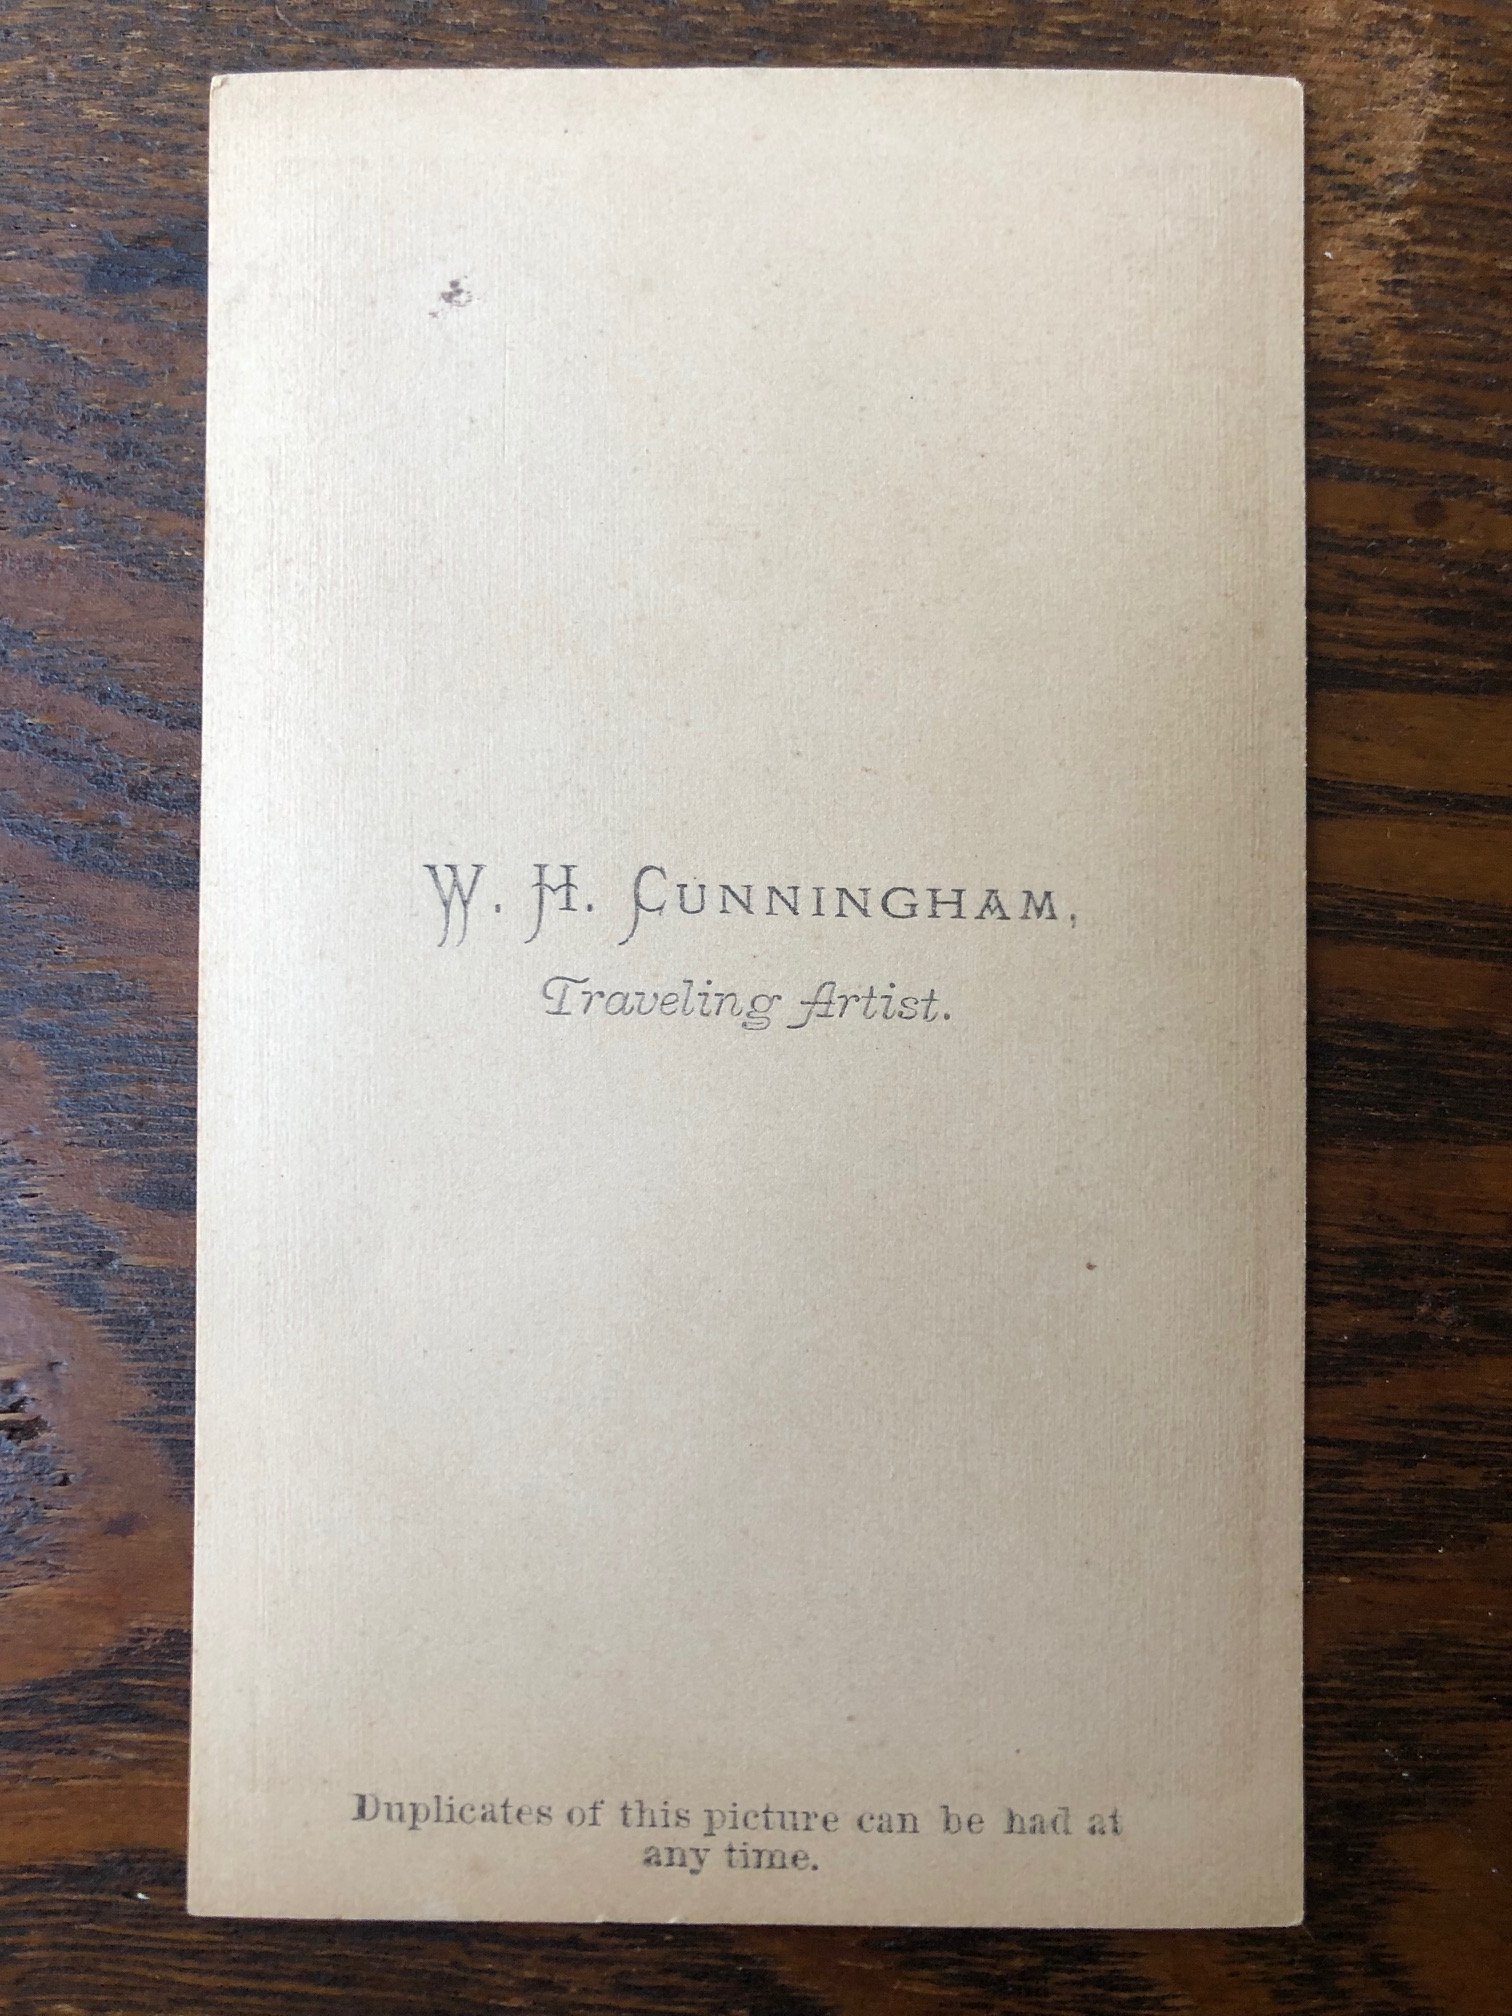 W. H. CUNNINGHAM,
Traveling Artist.
Duplicates of this picture can be had at
any time.